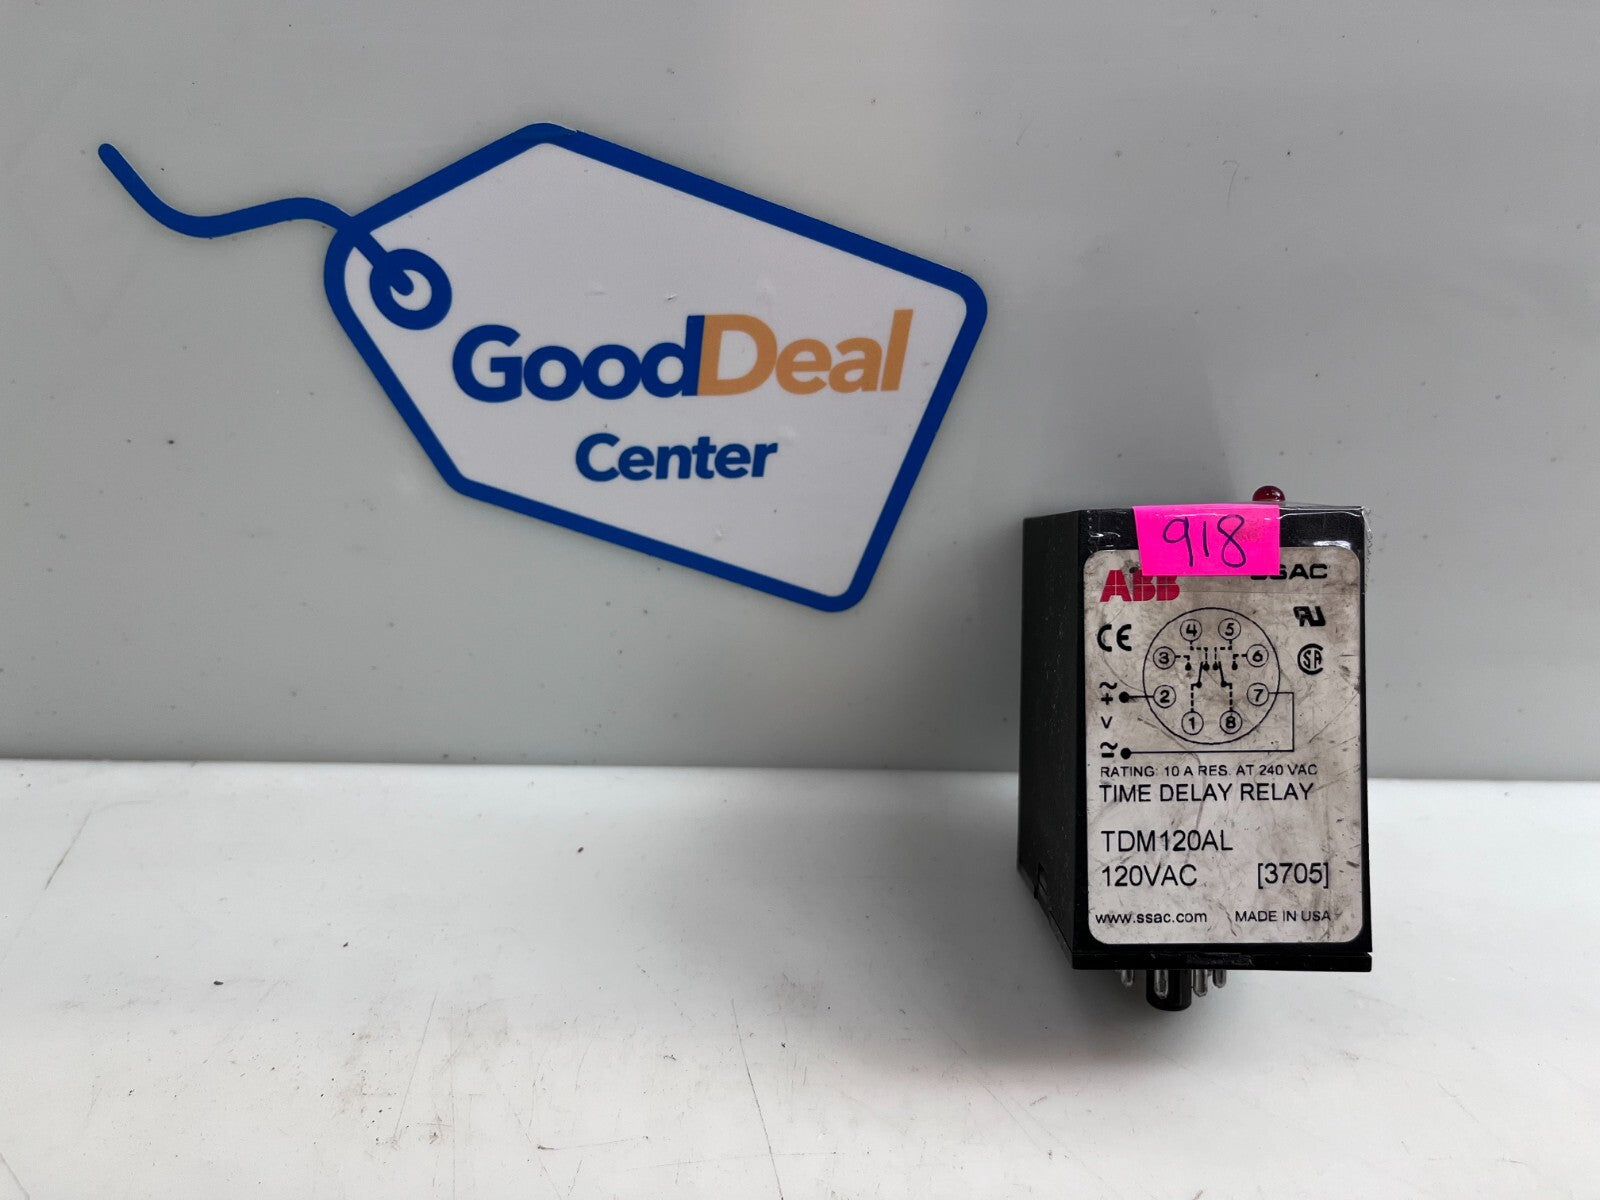 GoodDeal
Center
918
ABB SSAC
CE
4 5
3 6
2 7
V
1 8
RATING: 10 A RES. AT 240 VAC
TIME DELAY RELAY
TDM120AL
120VAC [3705]
www.ssac.com MADE IN USA